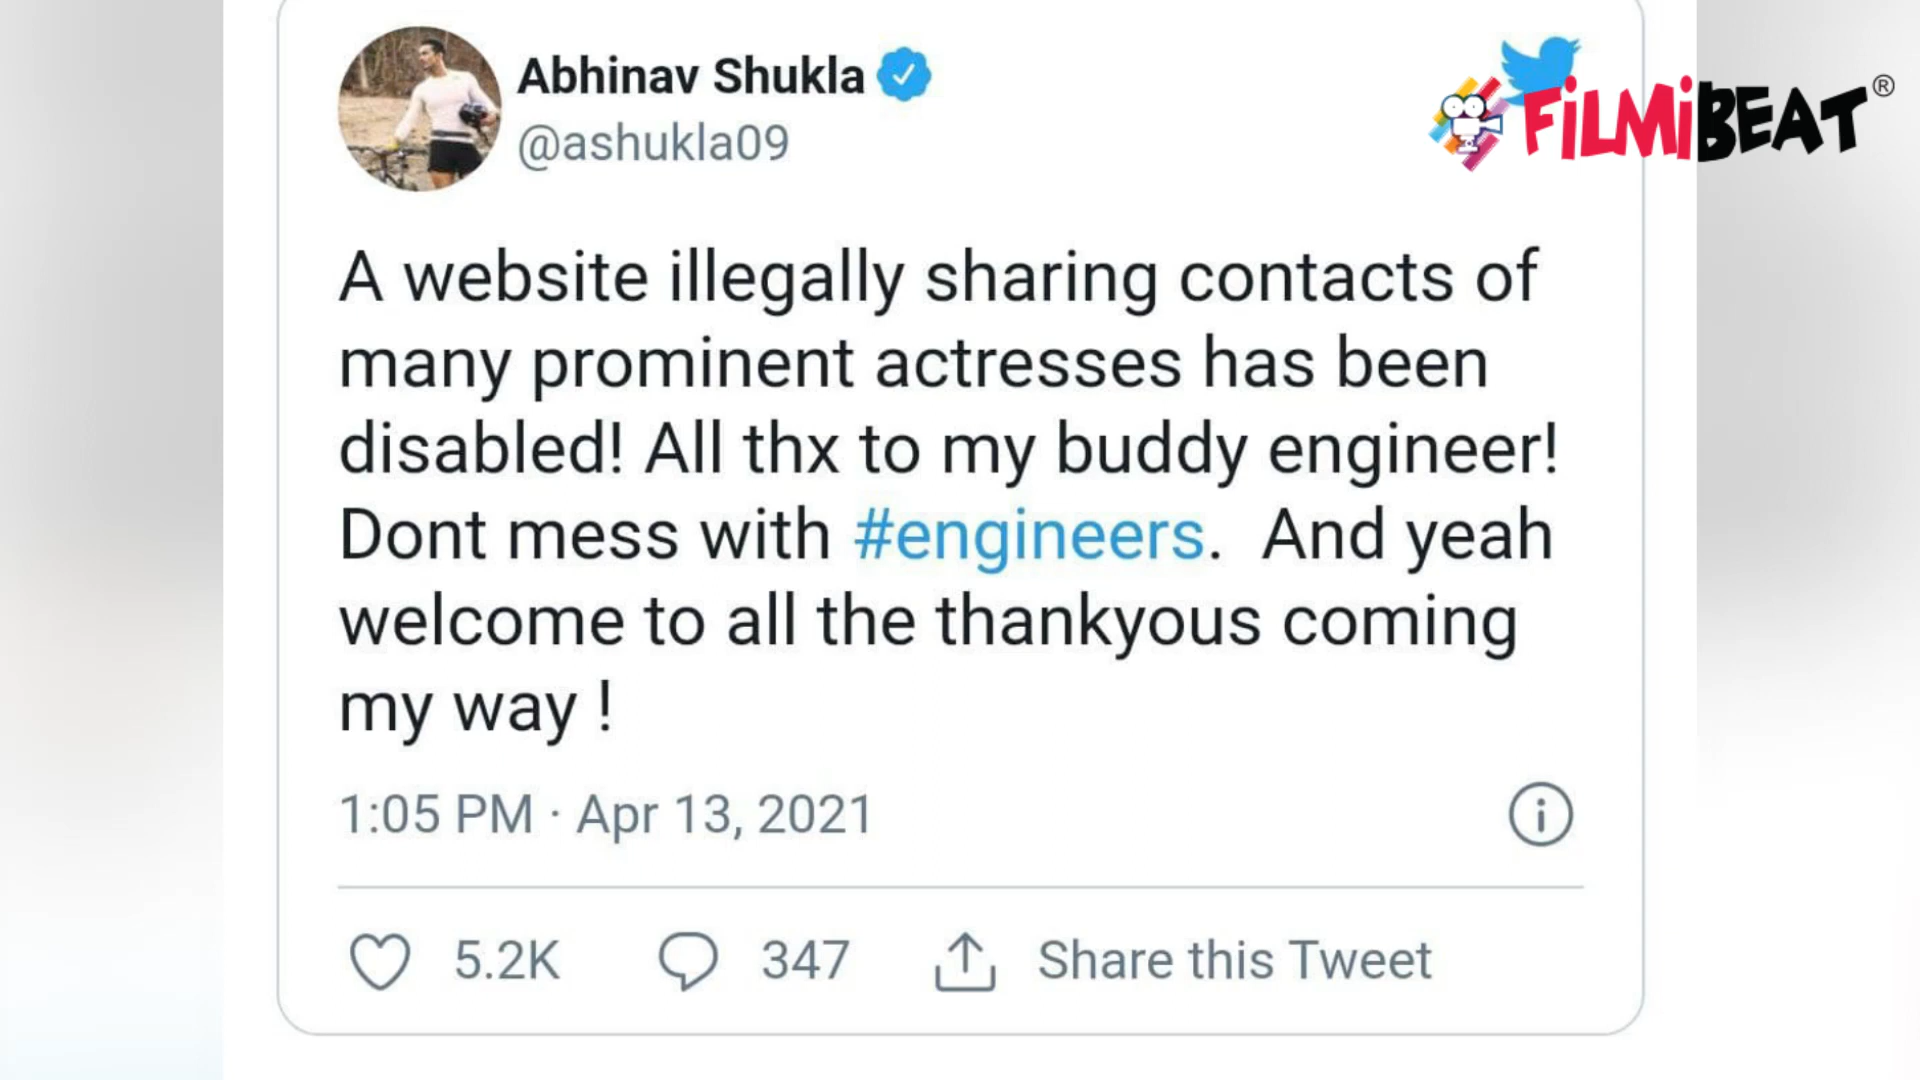 Abhinav Shukla
@ashukla09
FiLMiBEAT®
A website illegally sharing contacts of
many prominent actresses has been
disabled! All thx to my buddy engineer!
Dont mess with #engineers.  And yeah
welcome to all the thankyous coming
my way !
1:05 PM · Apr 13, 2021
5.2K 347 Share this Tweet